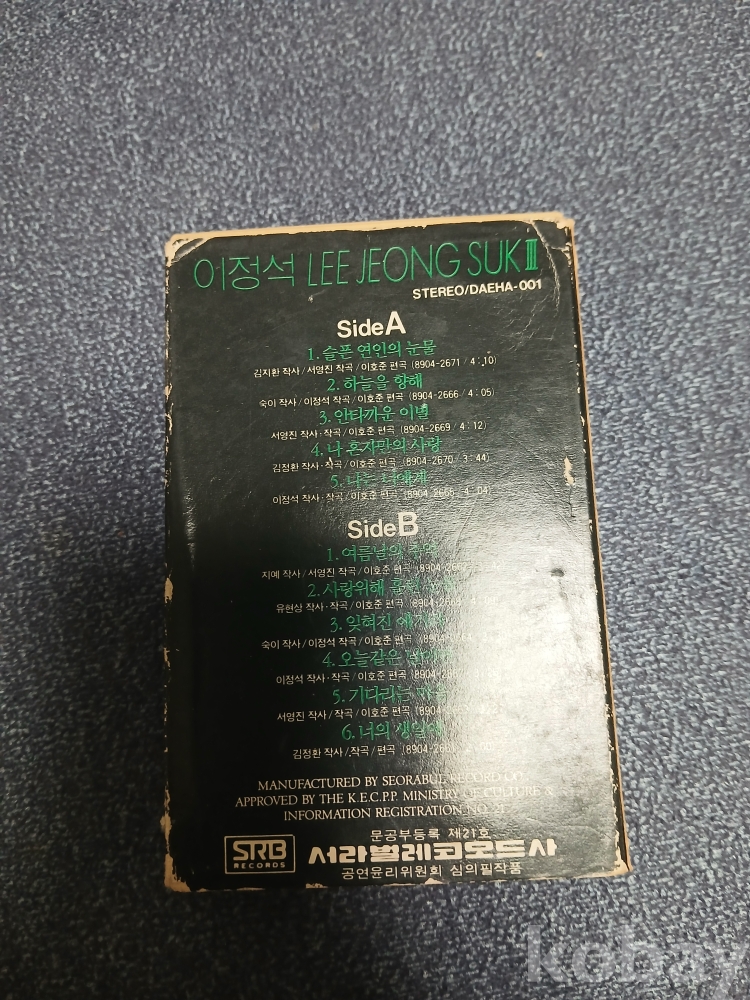 이정석 LEE JEONG SUK Ⅲ
STEREO/DAEHA-001
Side A
1. 슬픈 연인의 눈물
김지환 작사/서영진 작곡/이호준 편곡 (8904-2671/4:10)
2. 하늘을 향해
숙이 작사/이정석 작곡/이호준 편곡 (8904-2666/4:05)
3. 안타까운 이별
서영진 작사·작곡/이호준 편곡 (8904-2669/4:12)
4. 나 혼자만의 사랑
김정환 작사·작곡/이호준 편곡 (8904-2670/3:44)
5. 나는 너에게
이정석 작사·작곡/이호준 편곡 (8904-2665/4:04)
Side B
1. 여름날의
지예 작사/서영진 작곡/이호준 편곡
2. 사랑위해
유현상 작사·작곡/이호준 편곡
3. 잊혀진
숙이 작사/이정석 작곡/이호준 편곡
4. 오늘같은
이정석 작사·작곡/이호준 편곡
5. 기다리는
서영진 작사/작곡/이호준 편곡
6. 너의 생일에
김정환 작사/작곡/편곡
MANUFACTURED BY SEORABUL RECORD CO
APPROVED BY THE K.E.C.P.P. MINISTRY OF CULTURE &
INFORMATION REGISTRATION NO. 21
문공부등록 제21호
SRB RECORDS
서라벌레코오드사
공연윤리위원회 심의필작품
kobay